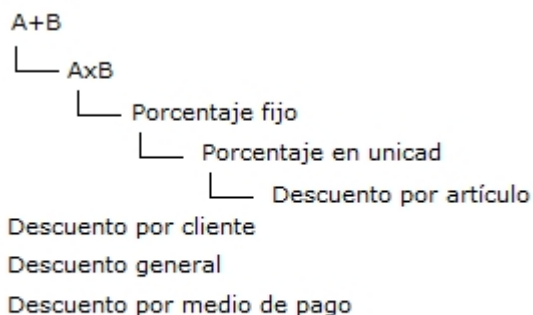 A+B
AxB
Porcentaje fijo
Porcentaje en unicad
Descuento por artículo
Descuento por cliente
Descuento general
Descuento por medio de pago